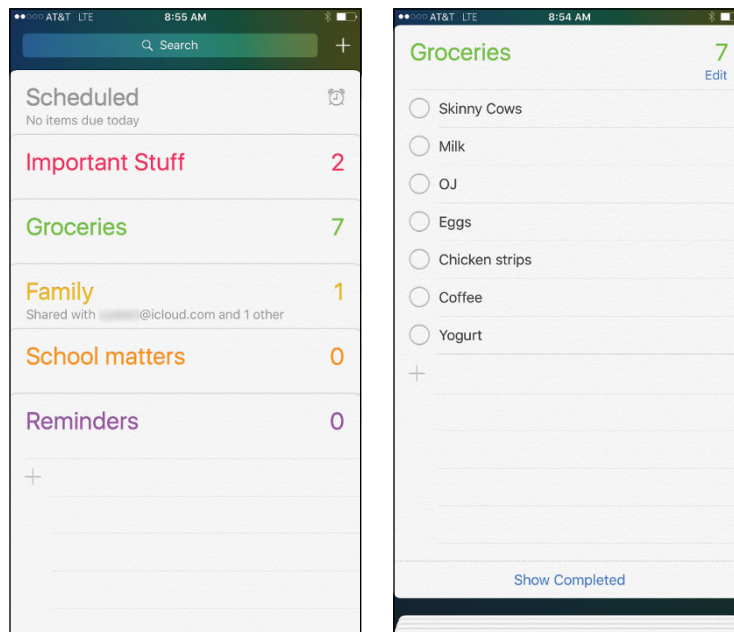 AT&T LTE 8:55 AM
Search
Scheduled
No items due today
Important Stuff 2
Groceries 7
Family 1
Shared with @icloud.com and 1 other
School matters 0
Reminders 0
AT&T LTE 8:54 AM
Groceries 7
Edit
Skinny Cows
Milk
OJ
Eggs
Chicken strips
Coffee
Yogurt
Show Completed